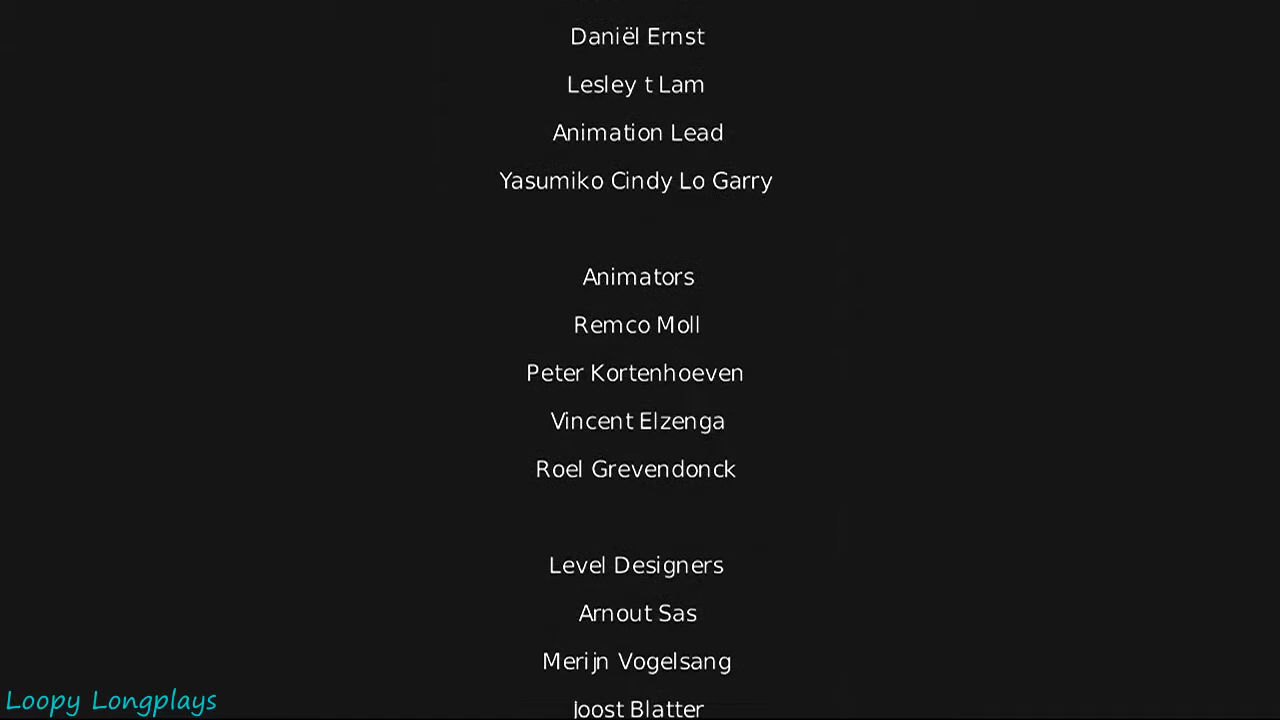 Daniël Ernst
Lesley t Lam
Animation Lead
Yasumiko Cindy Lo Garry
Animators
Remco Moll
Peter Kortenhoeven
Vincent Elzenga
Roel Grevendonck
Level Designers
Arnout Sas
Merijn Vogelsang
Joost Blatter
Loopy Longplays